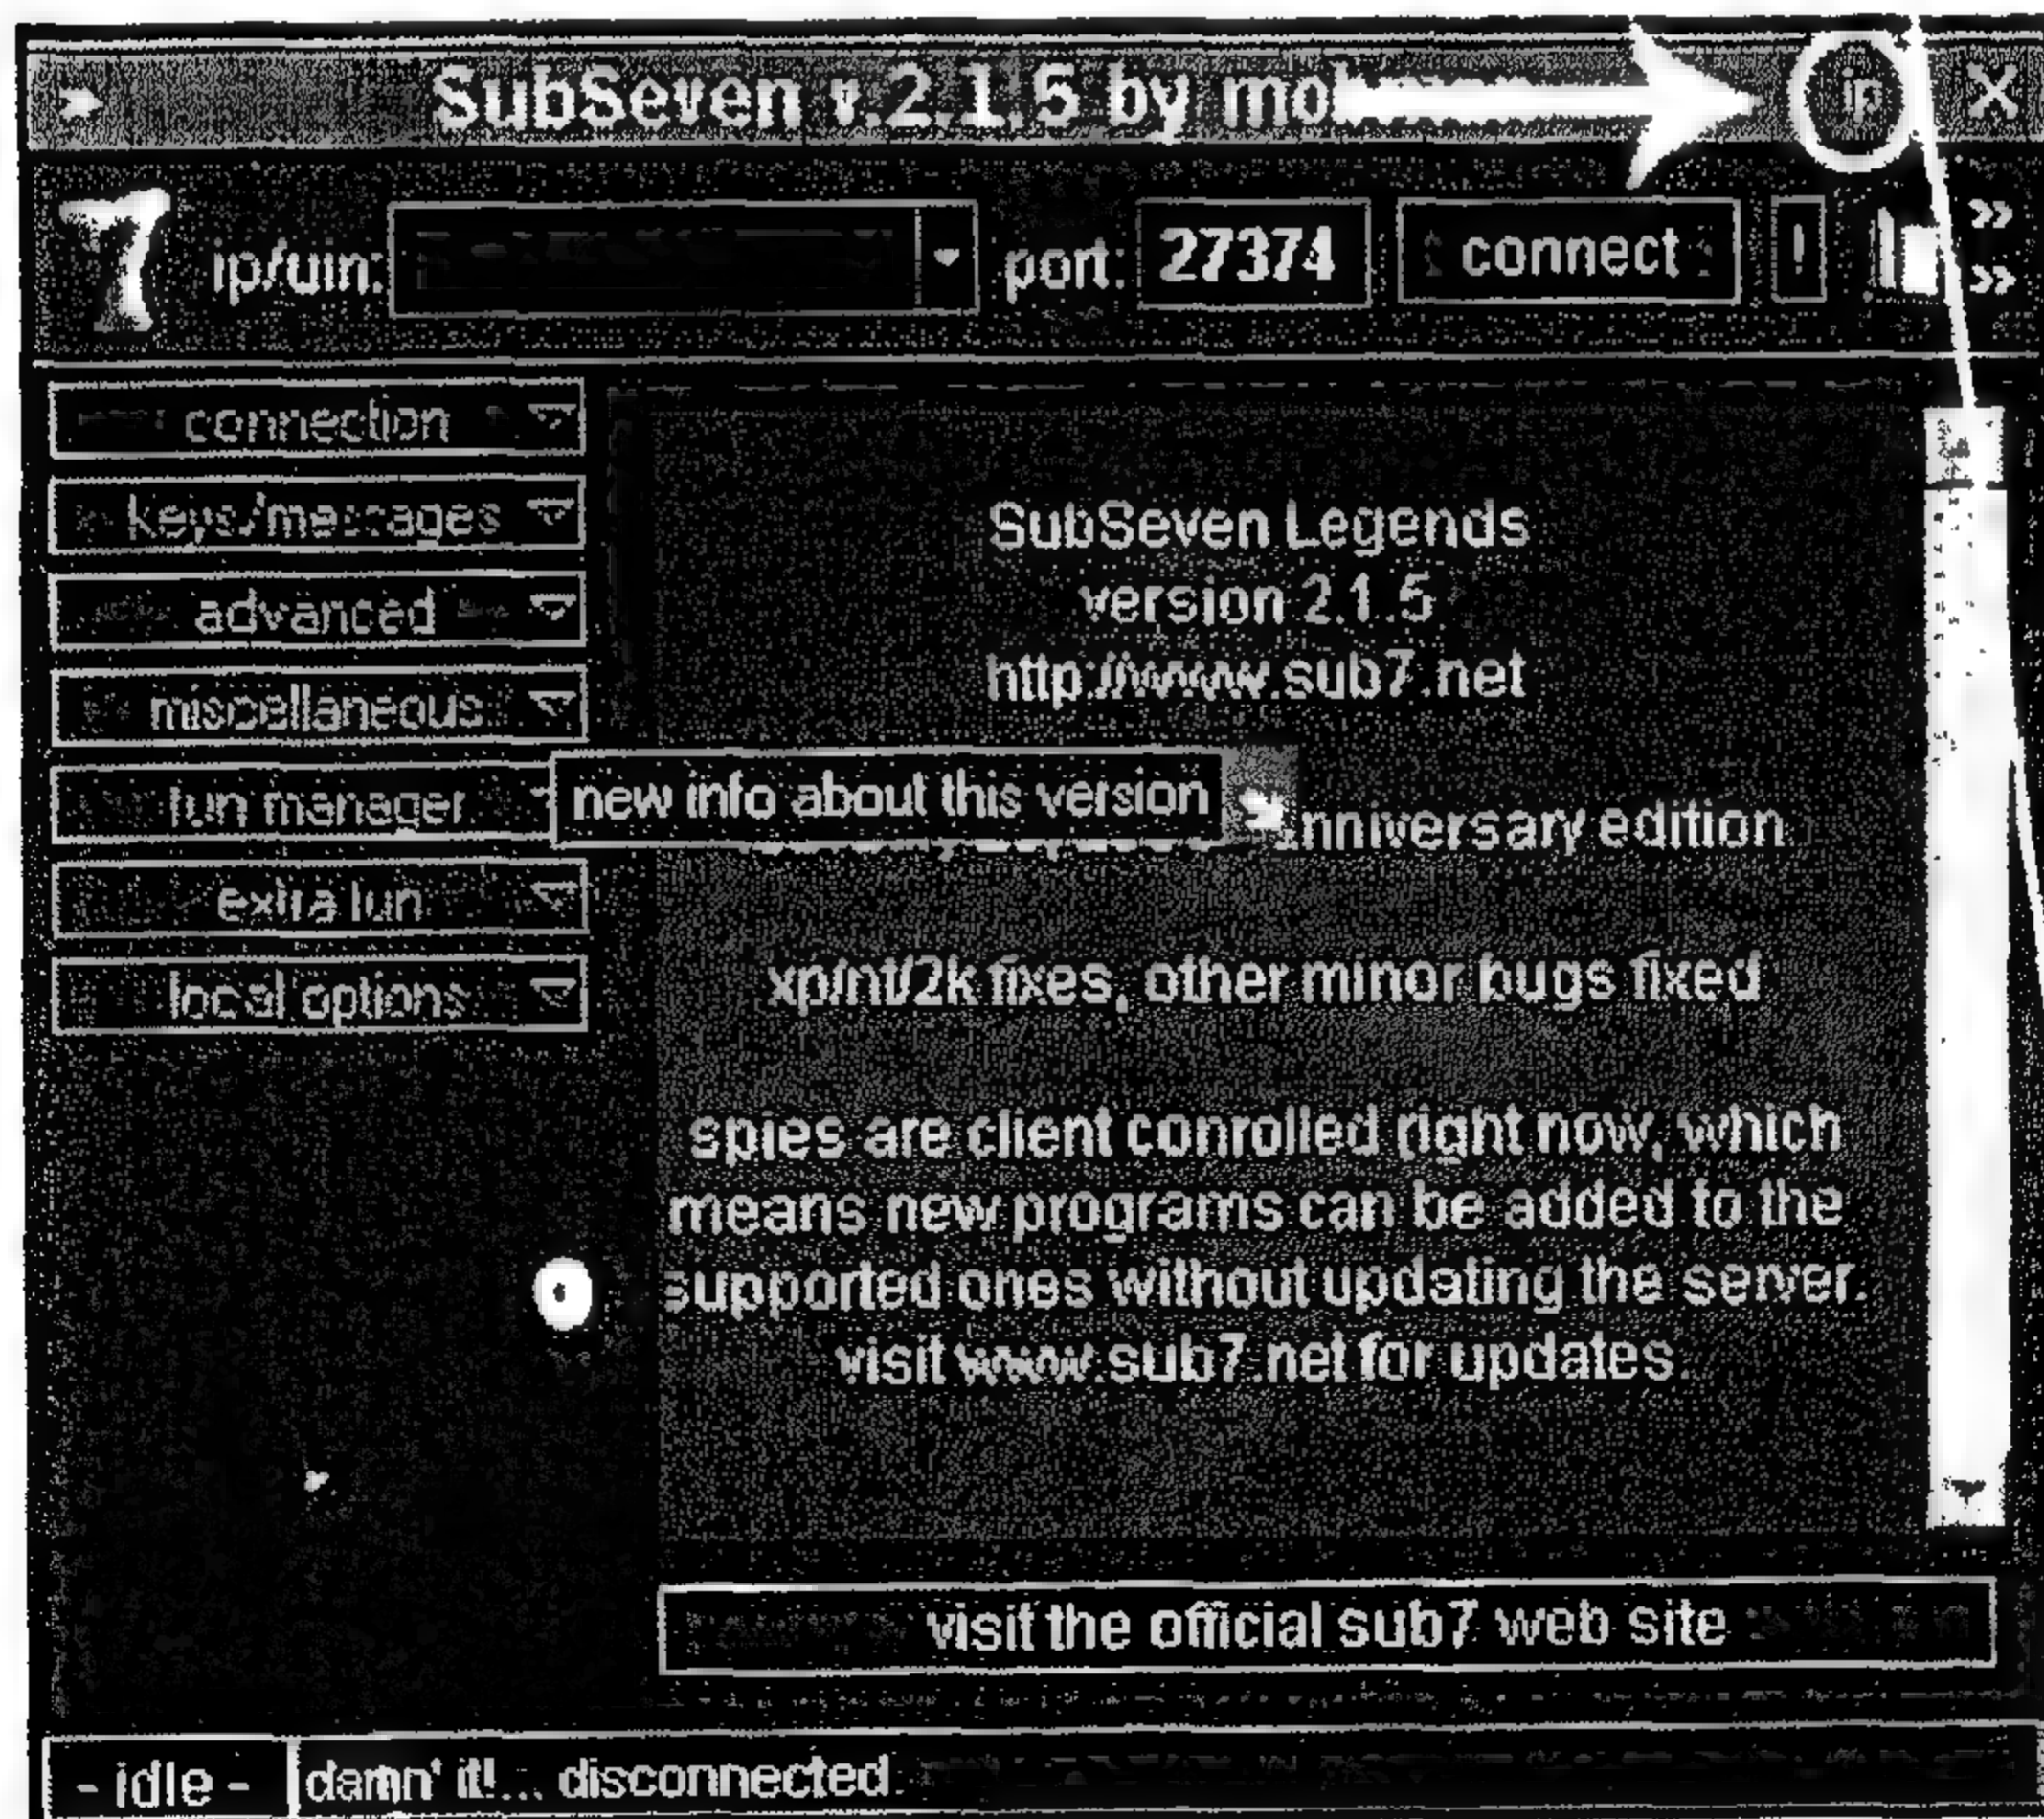 SubSeven v.2.1.5 by mo
ip
X
7
ip/uin:
port:
27374
connect
!
»
»
connection
keys/messages
advanced
miscellaneous
fun manager
extra fun
local options
SubSeven Legends
version 2.1.5
http://www.sub7.net
new info about this version
nniversary edition
xp/nt/2k fixes, other minor bugs fixed
spies are client conrolled right now, which
means new programs can be added to the
supported ones without updating the server.
visit www.sub7.net for updates
visit the official sub7 web site
- idle -
damn' it!... disconnected.